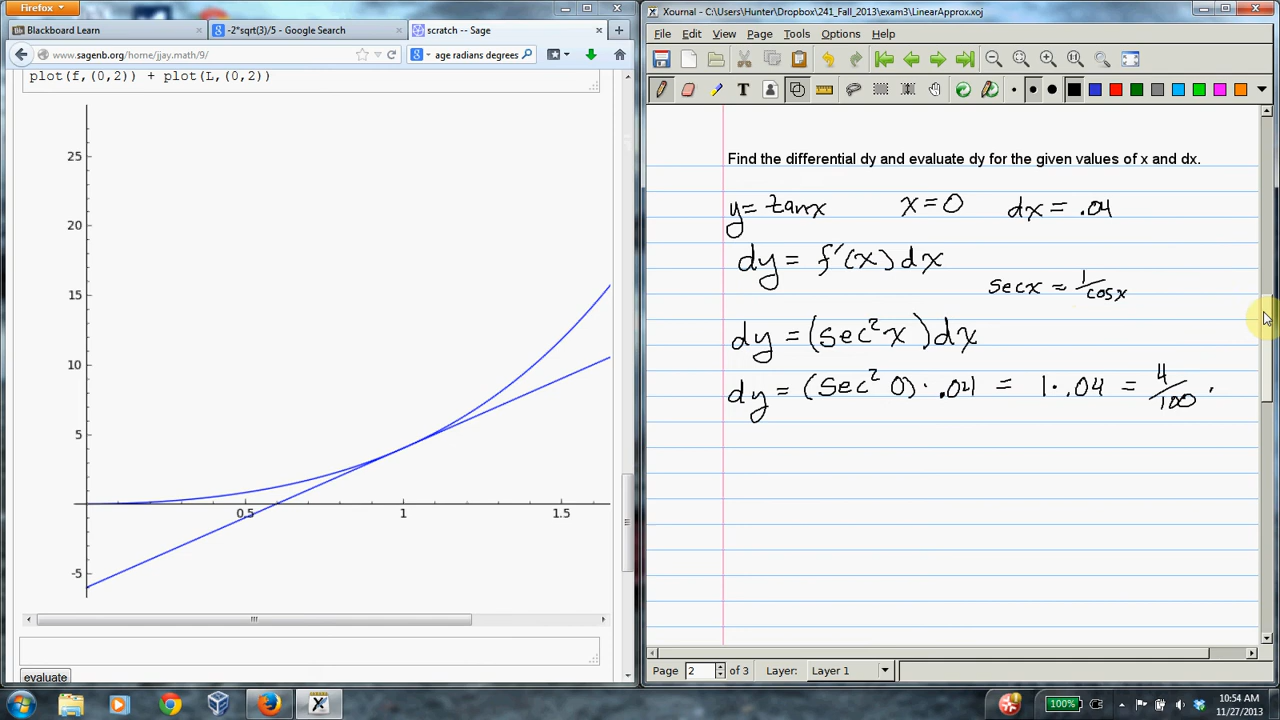 Firefox
Xournal - C:\Users\Hunter\Dropbox\241_Fall_2013\exam3\LinearApprox.xoj
Blackboard Learn
-2*sqrt(3)/5 - Google Search
scratch -- Sage
File Edit View Page Tools Options Help
www.sagenb.org/home/jjay.math/9/
age radians degrees
plot(f,(0,2)) + plot(L,(0,2))
25
20
15
10
5
-5
0.5 1 1.5
evaluate
Find the differential dy and evaluate dy for the given values of x and dx.
y= tanx x=0 dx= .04
dy= f'(x)dx
secx = 1/cosx
dy = (sec²x)dx
dy= (sec² 0)· .04 = 1· .04 = 4/100 .
Page 2 of 3 Layer: Layer 1
100%
10:54 AM
11/27/2013